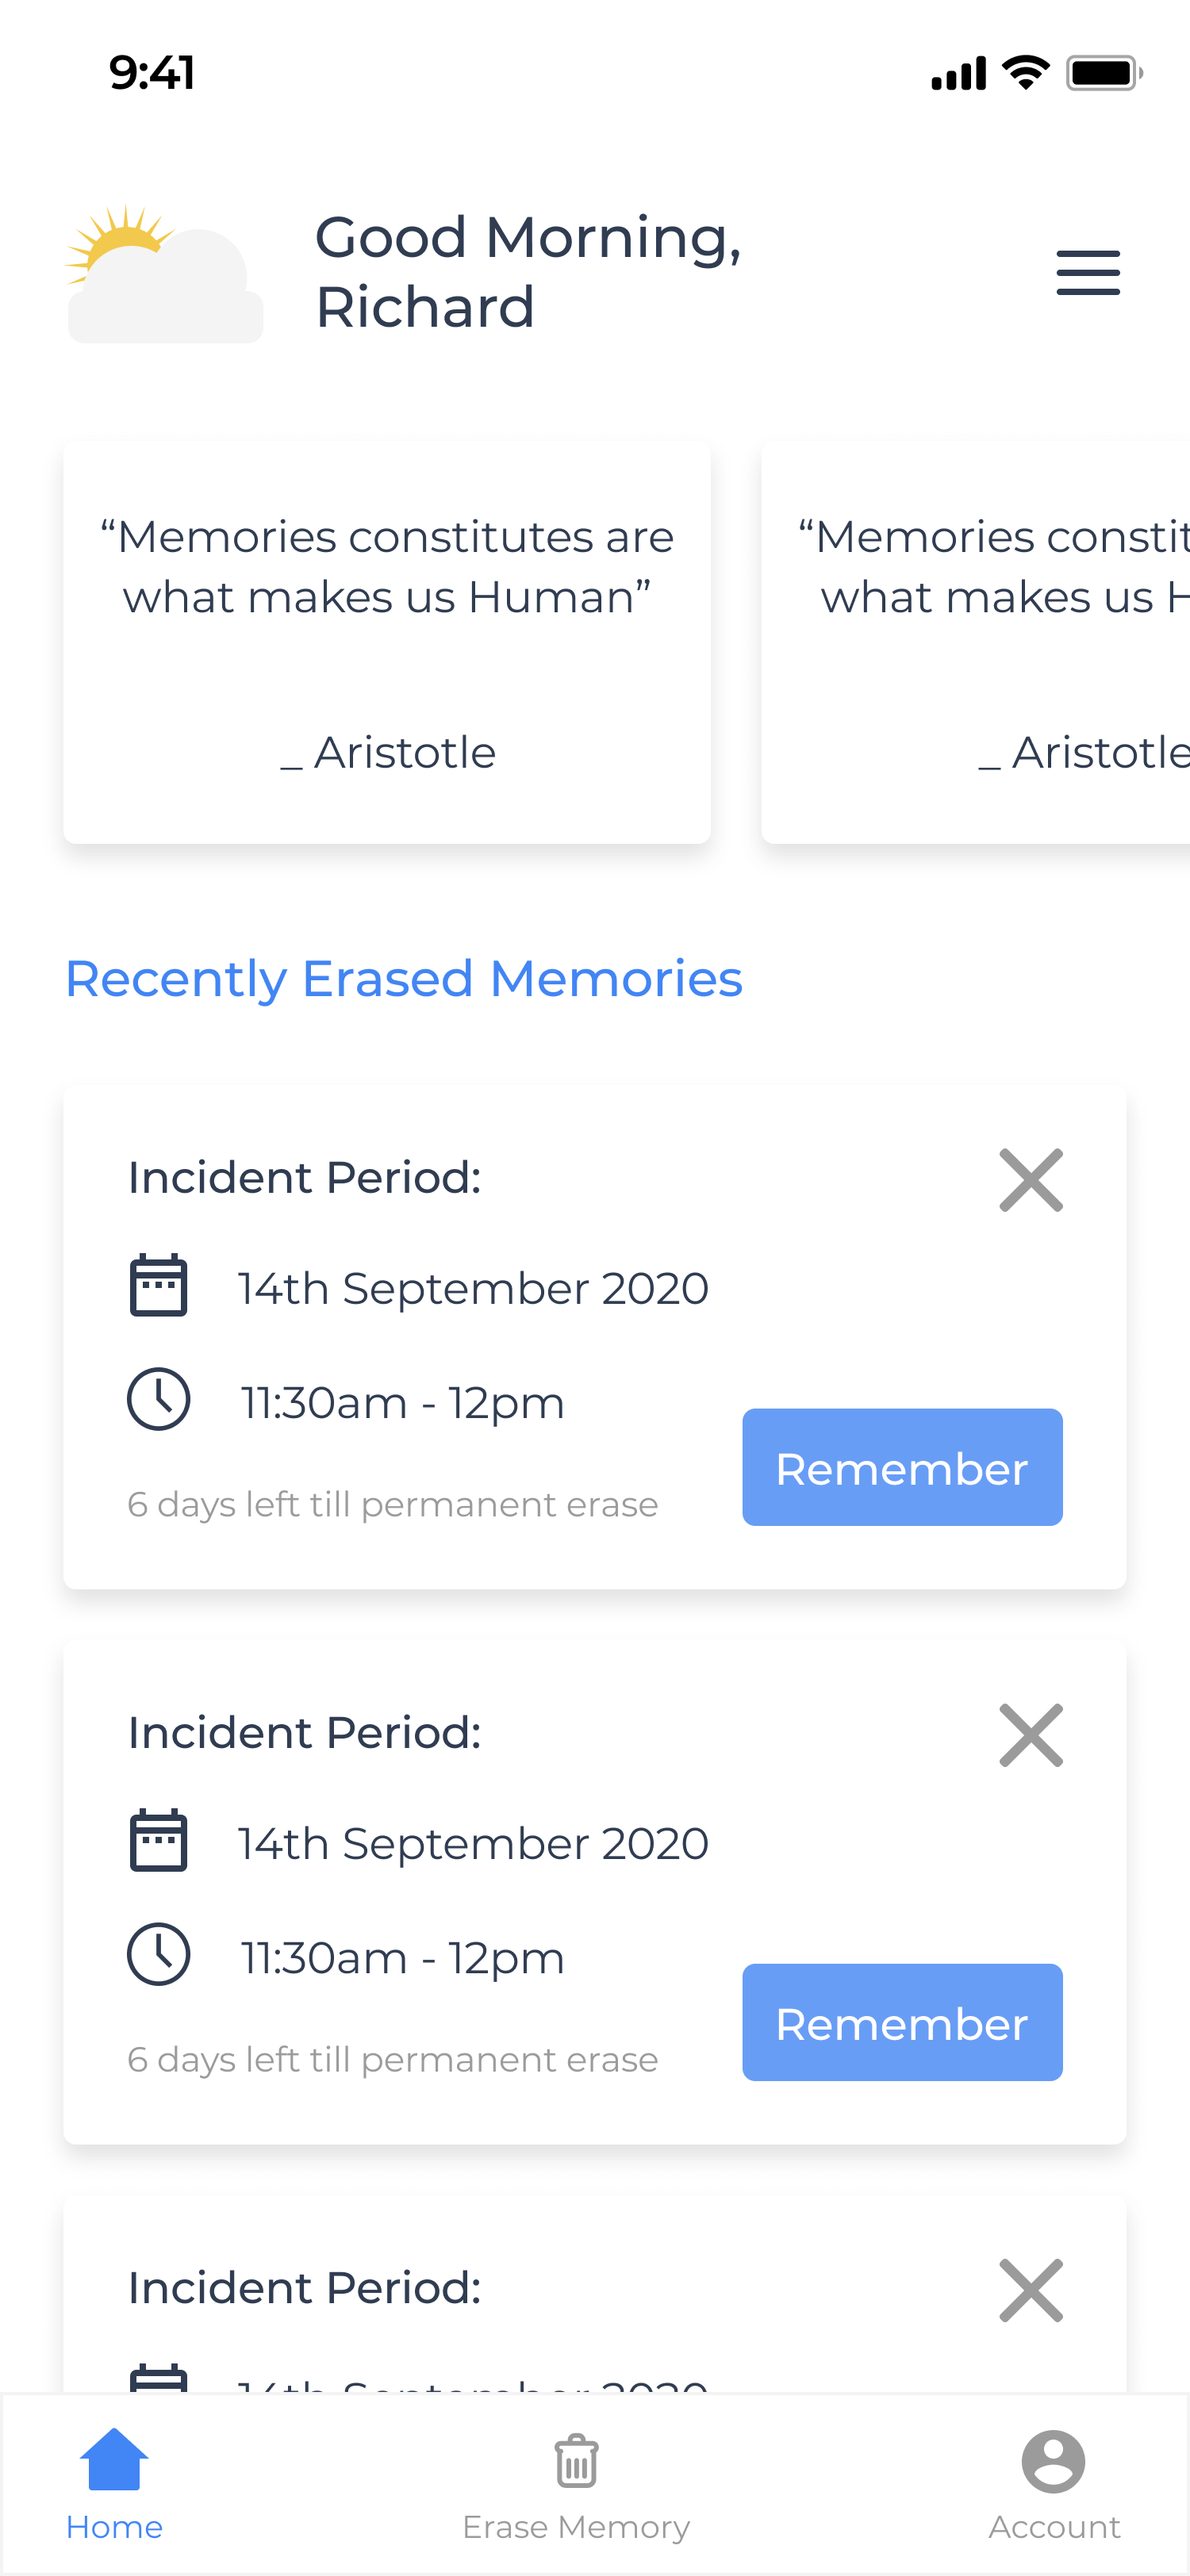 9:41
Good Morning,
Richard
“Memories constitutes are
what makes us Human”
_ Aristotle
“Memories constit
what makes us H
_ Aristotle
Recently Erased Memories
Incident Period:
14th September 2020
11:30am - 12pm
6 days left till permanent erase
Remember
Incident Period:
14th September 2020
11:30am - 12pm
6 days left till permanent erase
Remember
Incident Period:
14th September 2020
Home
Erase Memory
Account